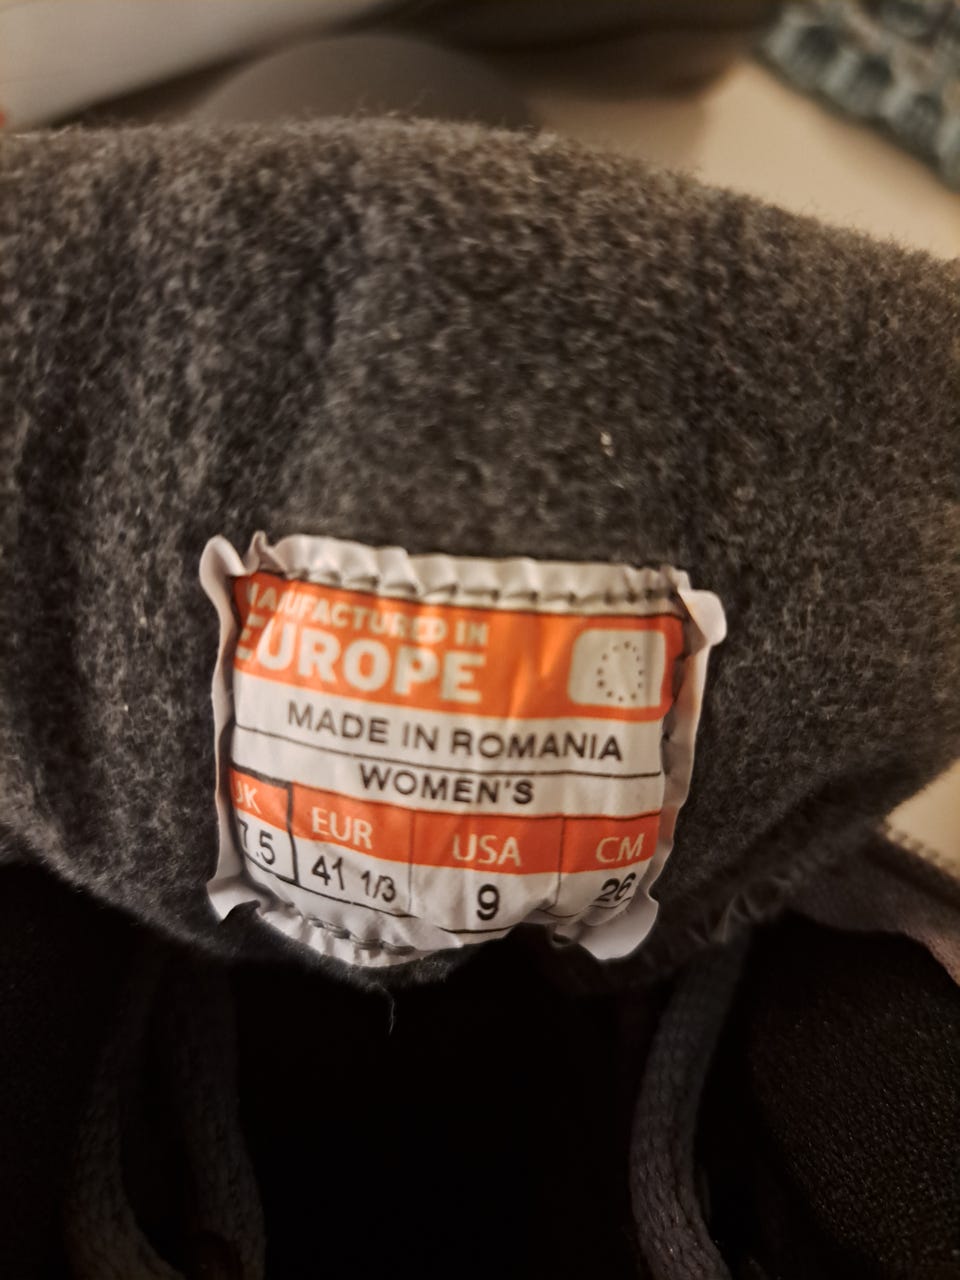 MANUFACTURED IN
EUROPE
MADE IN ROMANIA
WOMEN'S
UK EUR USA CM
7.5 41 1/3 9 26